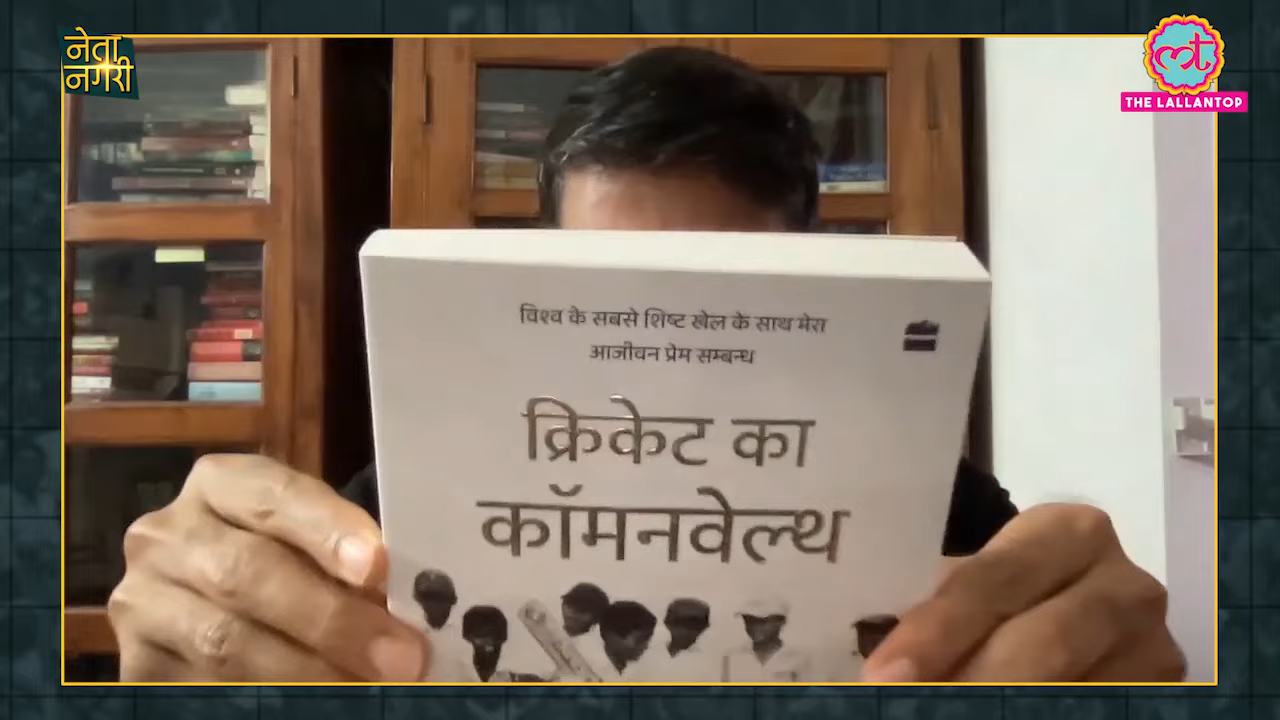 नेता
नगरी
THE LALLANTOP
विश्व के सबसे शिष्ट खेल के साथ मेरा
आजीवन प्रेम सम्बन्ध
क्रिकेट का
कॉमनवेल्थ